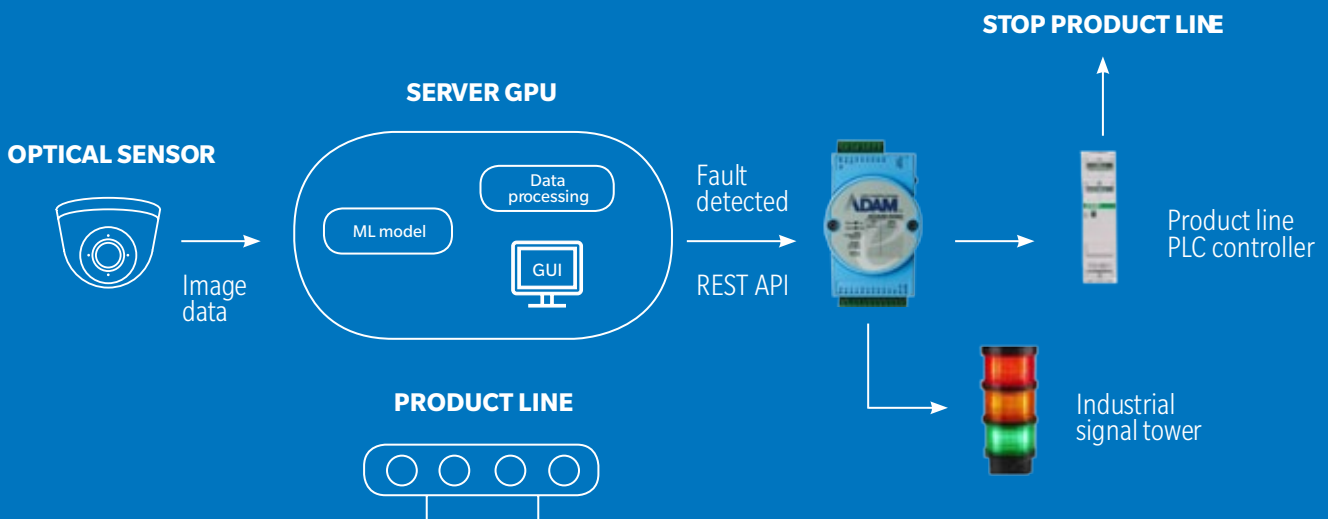 STOP PRODUCT LINE
SERVER GPU
OPTICAL SENSOR
Data
processing
ML model
GUI
Image
data
Fault
detected
REST API
ADAM
Product line
PLC controller
Industrial
signal tower
PRODUCT LINE